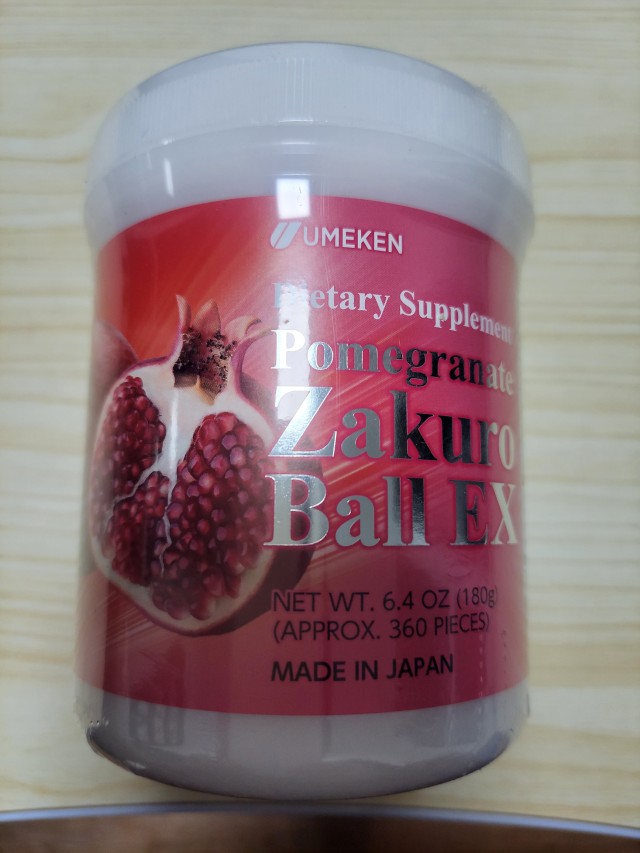 UMEKEN
Dietary Supplement
Pomegranate
Zakuro
Ball EX
NET WT. 6.4 OZ (180g)
(APPROX. 360 PIECES)
MADE IN JAPAN